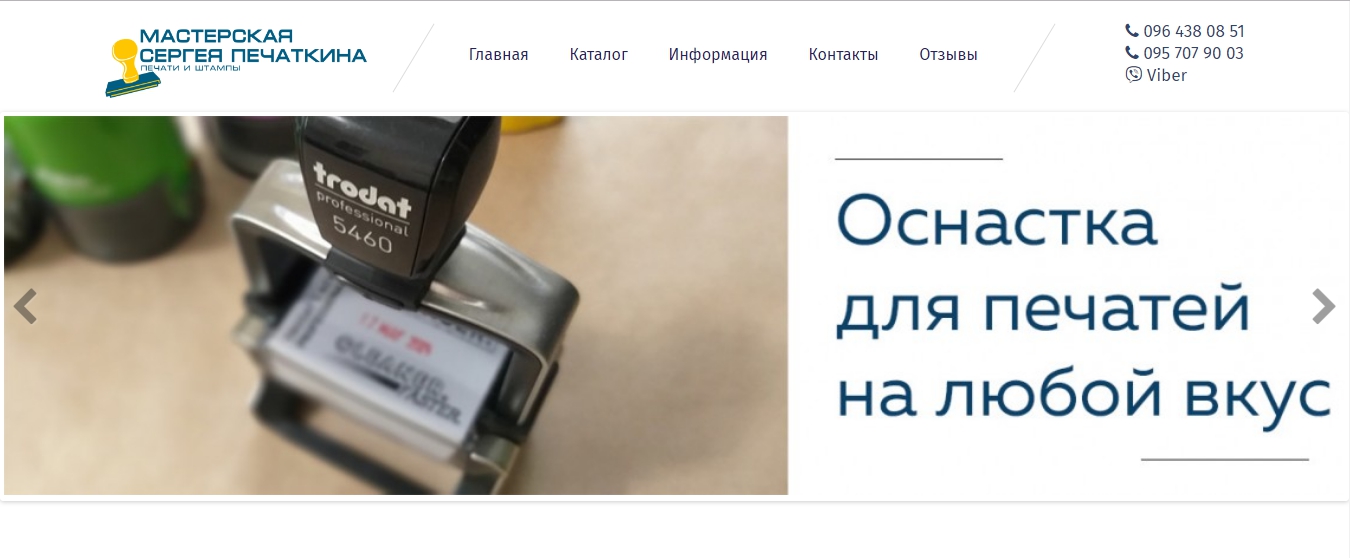 МАСТЕРСКАЯ
СЕРГЕЯ ПЕЧАТКИНА
ПЕЧАТИ И ШТАМПЫ
Главная
Каталог
Информация
Контакты
Отзывы
096 438 08 51
095 707 90 03
Viber
trodat
professional
5460
Оснастка
для печатей
на любой вкус